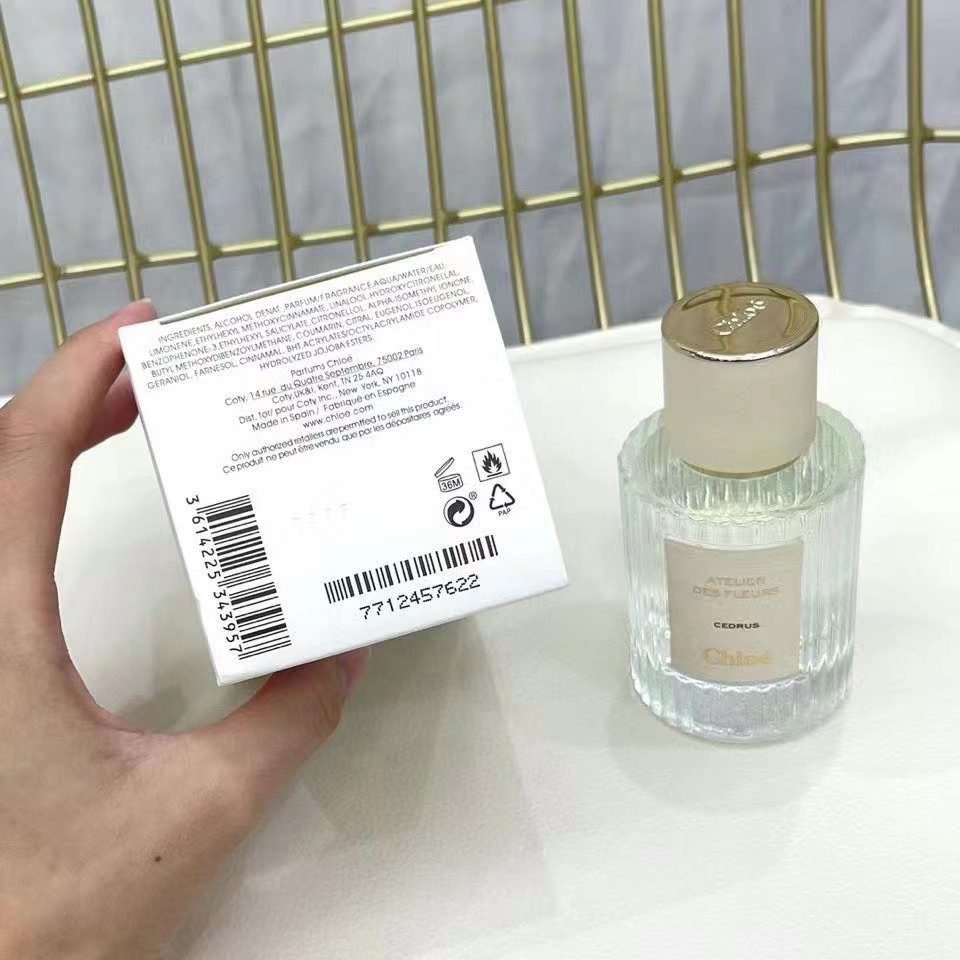 INGREDIENTS, ALCOHOL DENAT, PARFUM/FRAGRANCE,AQUA/WATER/EAU,
LIMONENE, ETHYLHEXYL METHOXYCINNAMATE, LINALOOL,HYDROXYCITRONELLAL,
BENZOPHENONE-3,ETHYLHEXYL SALICYLATE, CITRONELLOL, ALPHA-ISOMETHYL IONONE,
BUTYL METHOXYDIBENZOYLMETHANE, COUMARIN, CITRAL, EUGENOL, ISOEUGENOL,
GERANIOL, FARNESOL, CINNAMAL, BHT, ACRYLATES/OCTYLACRYLAMIDE COPOLYMER,
HYDROLYZED JOJOBA ESTERS.
Parfums Chloé
Coty, 14,rue du Quatre Septembre, 75002 Paris
Coty,UK&I, Kent, TN 25 4AQ
Dist. for/ pour Coty Inc., New York, NY 10118
Made in Spain / Fabriqué en Espagne
www.chloe.com
Only authorized retailers are permitted to sell this product
Ce produit ne peut être vendu que par les dépositaires agréés.
36M
PAP
3 614225 343957
7712457622
Chloé
ATELIER
DES FLEURS
CEDRUS
Chloé